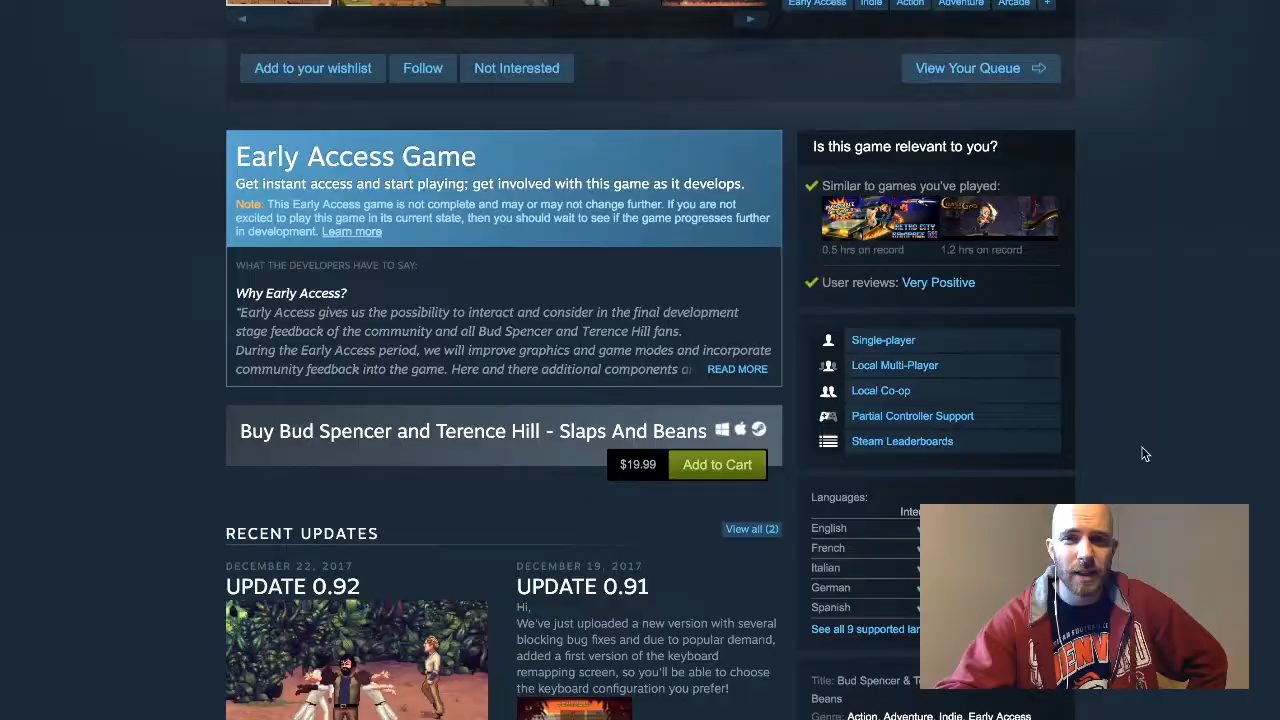 Early Access
Indie
Action
Adventure
Arcade
+
Add to your wishlist
Follow
Not Interested
View Your Queue
Early Access Game
Get instant access and start playing; get involved with this game as it develops.
Note: This Early Access game is not complete and may or may not change further. If you are not
excited to play this game in its current state, then you should wait to see if the game progresses further
in development. Learn more
WHAT THE DEVELOPERS HAVE TO SAY:
Why Early Access?
"Early Access gives us the possibility to interact and consider in the final development
stage feedback of the community and all Bud Spencer and Terence Hill fans.
During the Early Access period, we will improve graphics and game modes and incorporate
community feedback into the game. Here and there additional components a
READ MORE
Buy Bud Spencer and Terence Hill - Slaps And Beans
$19.99
Add to Cart
RECENT UPDATES
View all (2)
DECEMBER 22, 2017
UPDATE 0.92
DECEMBER 19, 2017
UPDATE 0.91
Hi,
We've just uploaded a new version with several
blocking bug fixes and due to popular demand,
added a first version of the keyboard
remapping screen, so you'll be able to choose
the keyboard configuration you prefer!
Is this game relevant to you?
Similar to games you've played:
RETRO CITY
RAMPAGE
0.5 hrs on record
1.2 hrs on record
User reviews: Very Positive
Single-player
Local Multi-Player
Local Co-op
Partial Controller Support
Steam Leaderboards
Languages:
Inte
English
French
Italian
German
Spanish
See all 9 supported lan
Title: Bud Spencer & T
Beans
Genre: Action, Adventure, Indie, Early Access
DENV